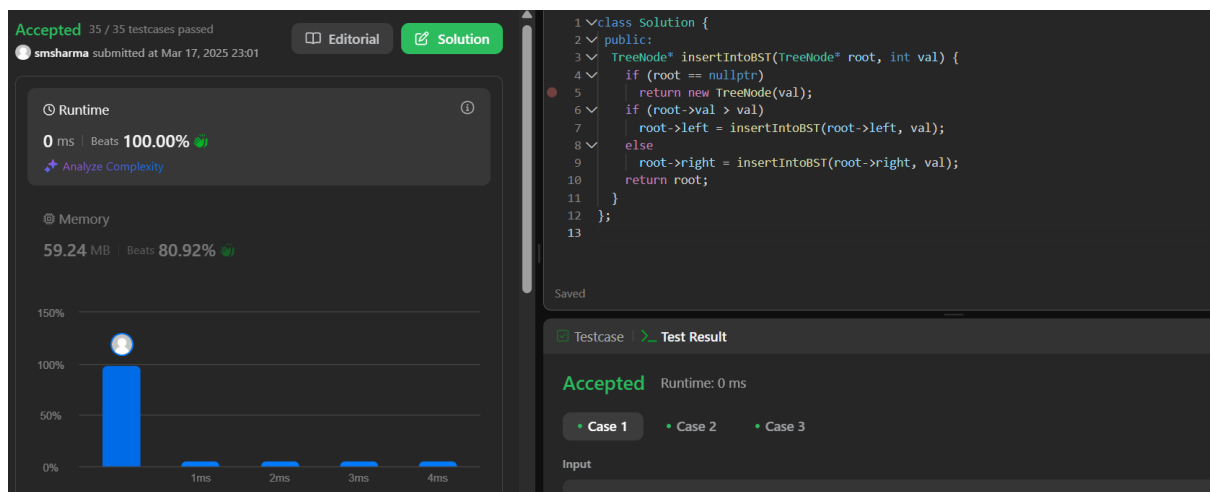 Accepted 35 / 35 testcases passed
smsharma submitted at Mar 17, 2025 23:01
Editorial
Solution
Runtime
0 ms | Beats 100.00%
Analyze Complexity
Memory
59.24 MB | Beats 80.92%
150%
100%
50%
0%
1ms 2ms 3ms 4ms
1 class Solution {
2 public:
3 TreeNode* insertIntoBST(TreeNode* root, int val) {
4 if (root == nullptr)
5 return new TreeNode(val);
6 if (root->val > val)
7 root->left = insertIntoBST(root->left, val);
8 else
9 root->right = insertIntoBST(root->right, val);
10 return root;
11 }
12 };
13
Saved
Testcase | >_ Test Result
Accepted Runtime: 0 ms
• Case 1 • Case 2 • Case 3
Input